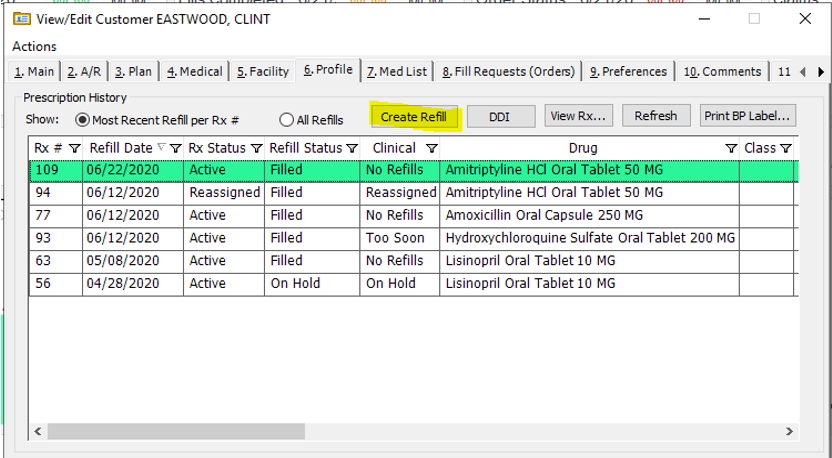 View/Edit Customer EASTWOOD, CLINT
Actions
1. Main 2. A/R 3. Plan 4. Medical 5. Facility 6. Profile 7. Med List 8. Fill Requests (Orders) 9. Preferences 10. Comments 11
Prescription History
Show: Most Recent Refill per Rx # All Refills Create Refill DDI View Rx... Refresh Print BP Label...
Rx # Refill Date Rx Status Refill Status Clinical Drug Class
109 06/22/2020 Active Filled No Refills Amitriptyline HCl Oral Tablet 50 MG
94 06/12/2020 Reassigned Filled Reassigned Amitriptyline HCl Oral Tablet 50 MG
77 06/12/2020 Active Filled No Refills Amoxicillin Oral Capsule 250 MG
93 06/12/2020 Active Filled Too Soon Hydroxychloroquine Sulfate Oral Tablet 200 MG
63 05/08/2020 Active Filled No Refills Lisinopril Oral Tablet 10 MG
56 04/28/2020 Active On Hold On Hold Lisinopril Oral Tablet 10 MG